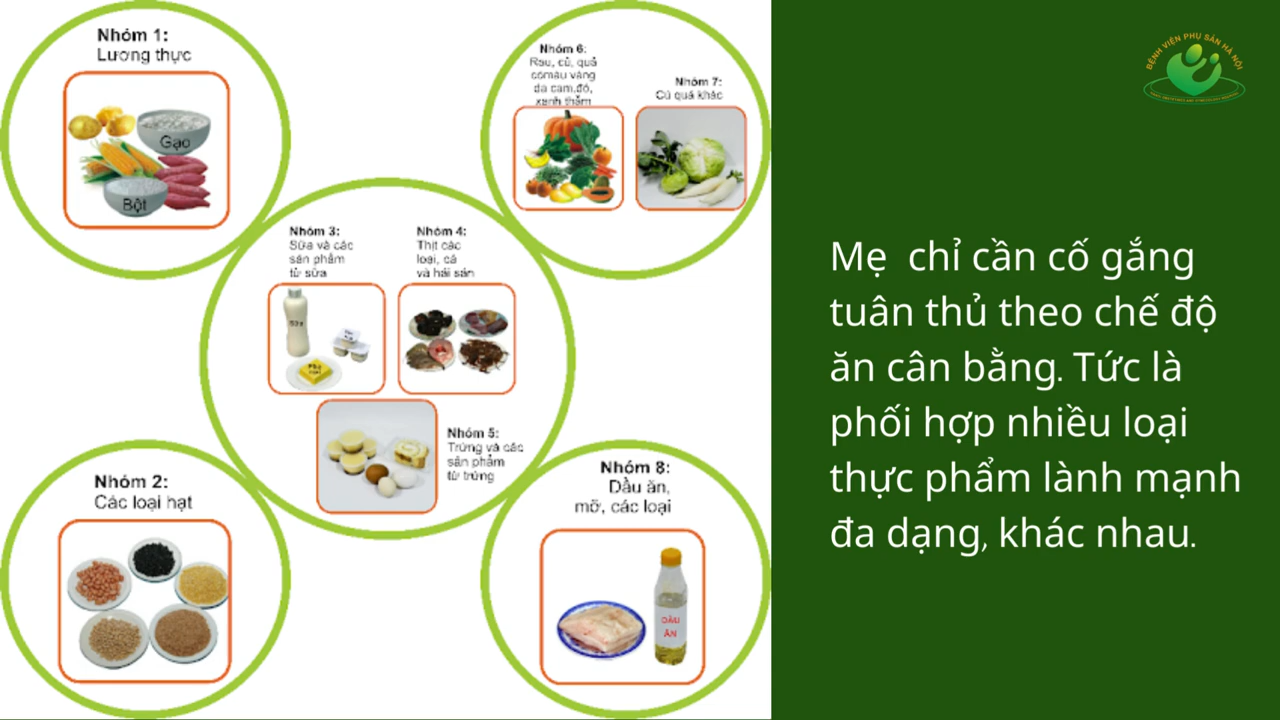 Nhóm 1:
Lương thực
Gạo
Bột
Nhóm 6:
Rau, củ, quả
có màu vàng
da cam, đỏ,
xanh thẫm
Nhóm 7:
Củ quả khác
Nhóm 3:
Sữa và các
sản phẩm
từ sữa
Nhóm 4:
Thịt các
loại, cá
và hải sản
Nhóm 5:
Trứng và các
sản phẩm
từ trứng
Nhóm 2:
Các loại hạt
Nhóm 8:
Dầu ăn,
mỡ, các loại
DẦU
ĂN
BỆNH VIỆN PHỤ SẢN HÀ NỘI
Mẹ chỉ cần cố gắng
tuân thủ theo chế độ
ăn cân bằng. Tức là
phối hợp nhiều loại
thực phẩm lành mạnh
đa dạng, khác nhau.